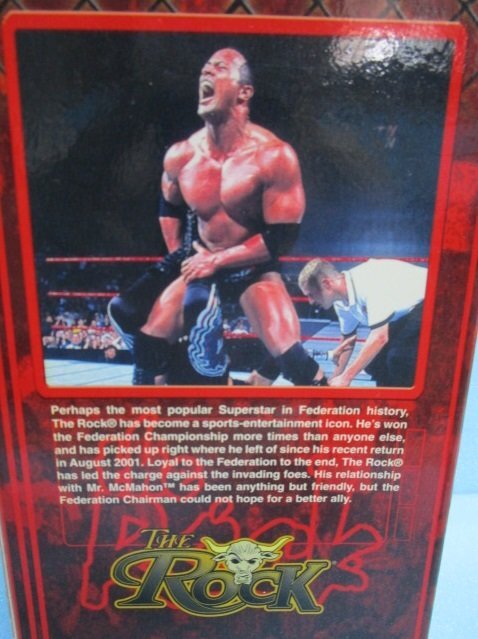 Perhaps the most popular Superstar in Federation history,
The Rock® has become a sports-entertainment icon. He's won
the Federation Championship more times than anyone else,
and has picked up right where he left of since his recent return
in August 2001. Loyal to the Federation to the end, The Rock®
has led the charge against the invading foes. His relationship
with Mr. McMahon™ has been anything but friendly, but the
Federation Chairman could not hope for a better ally.
THE
ROCK